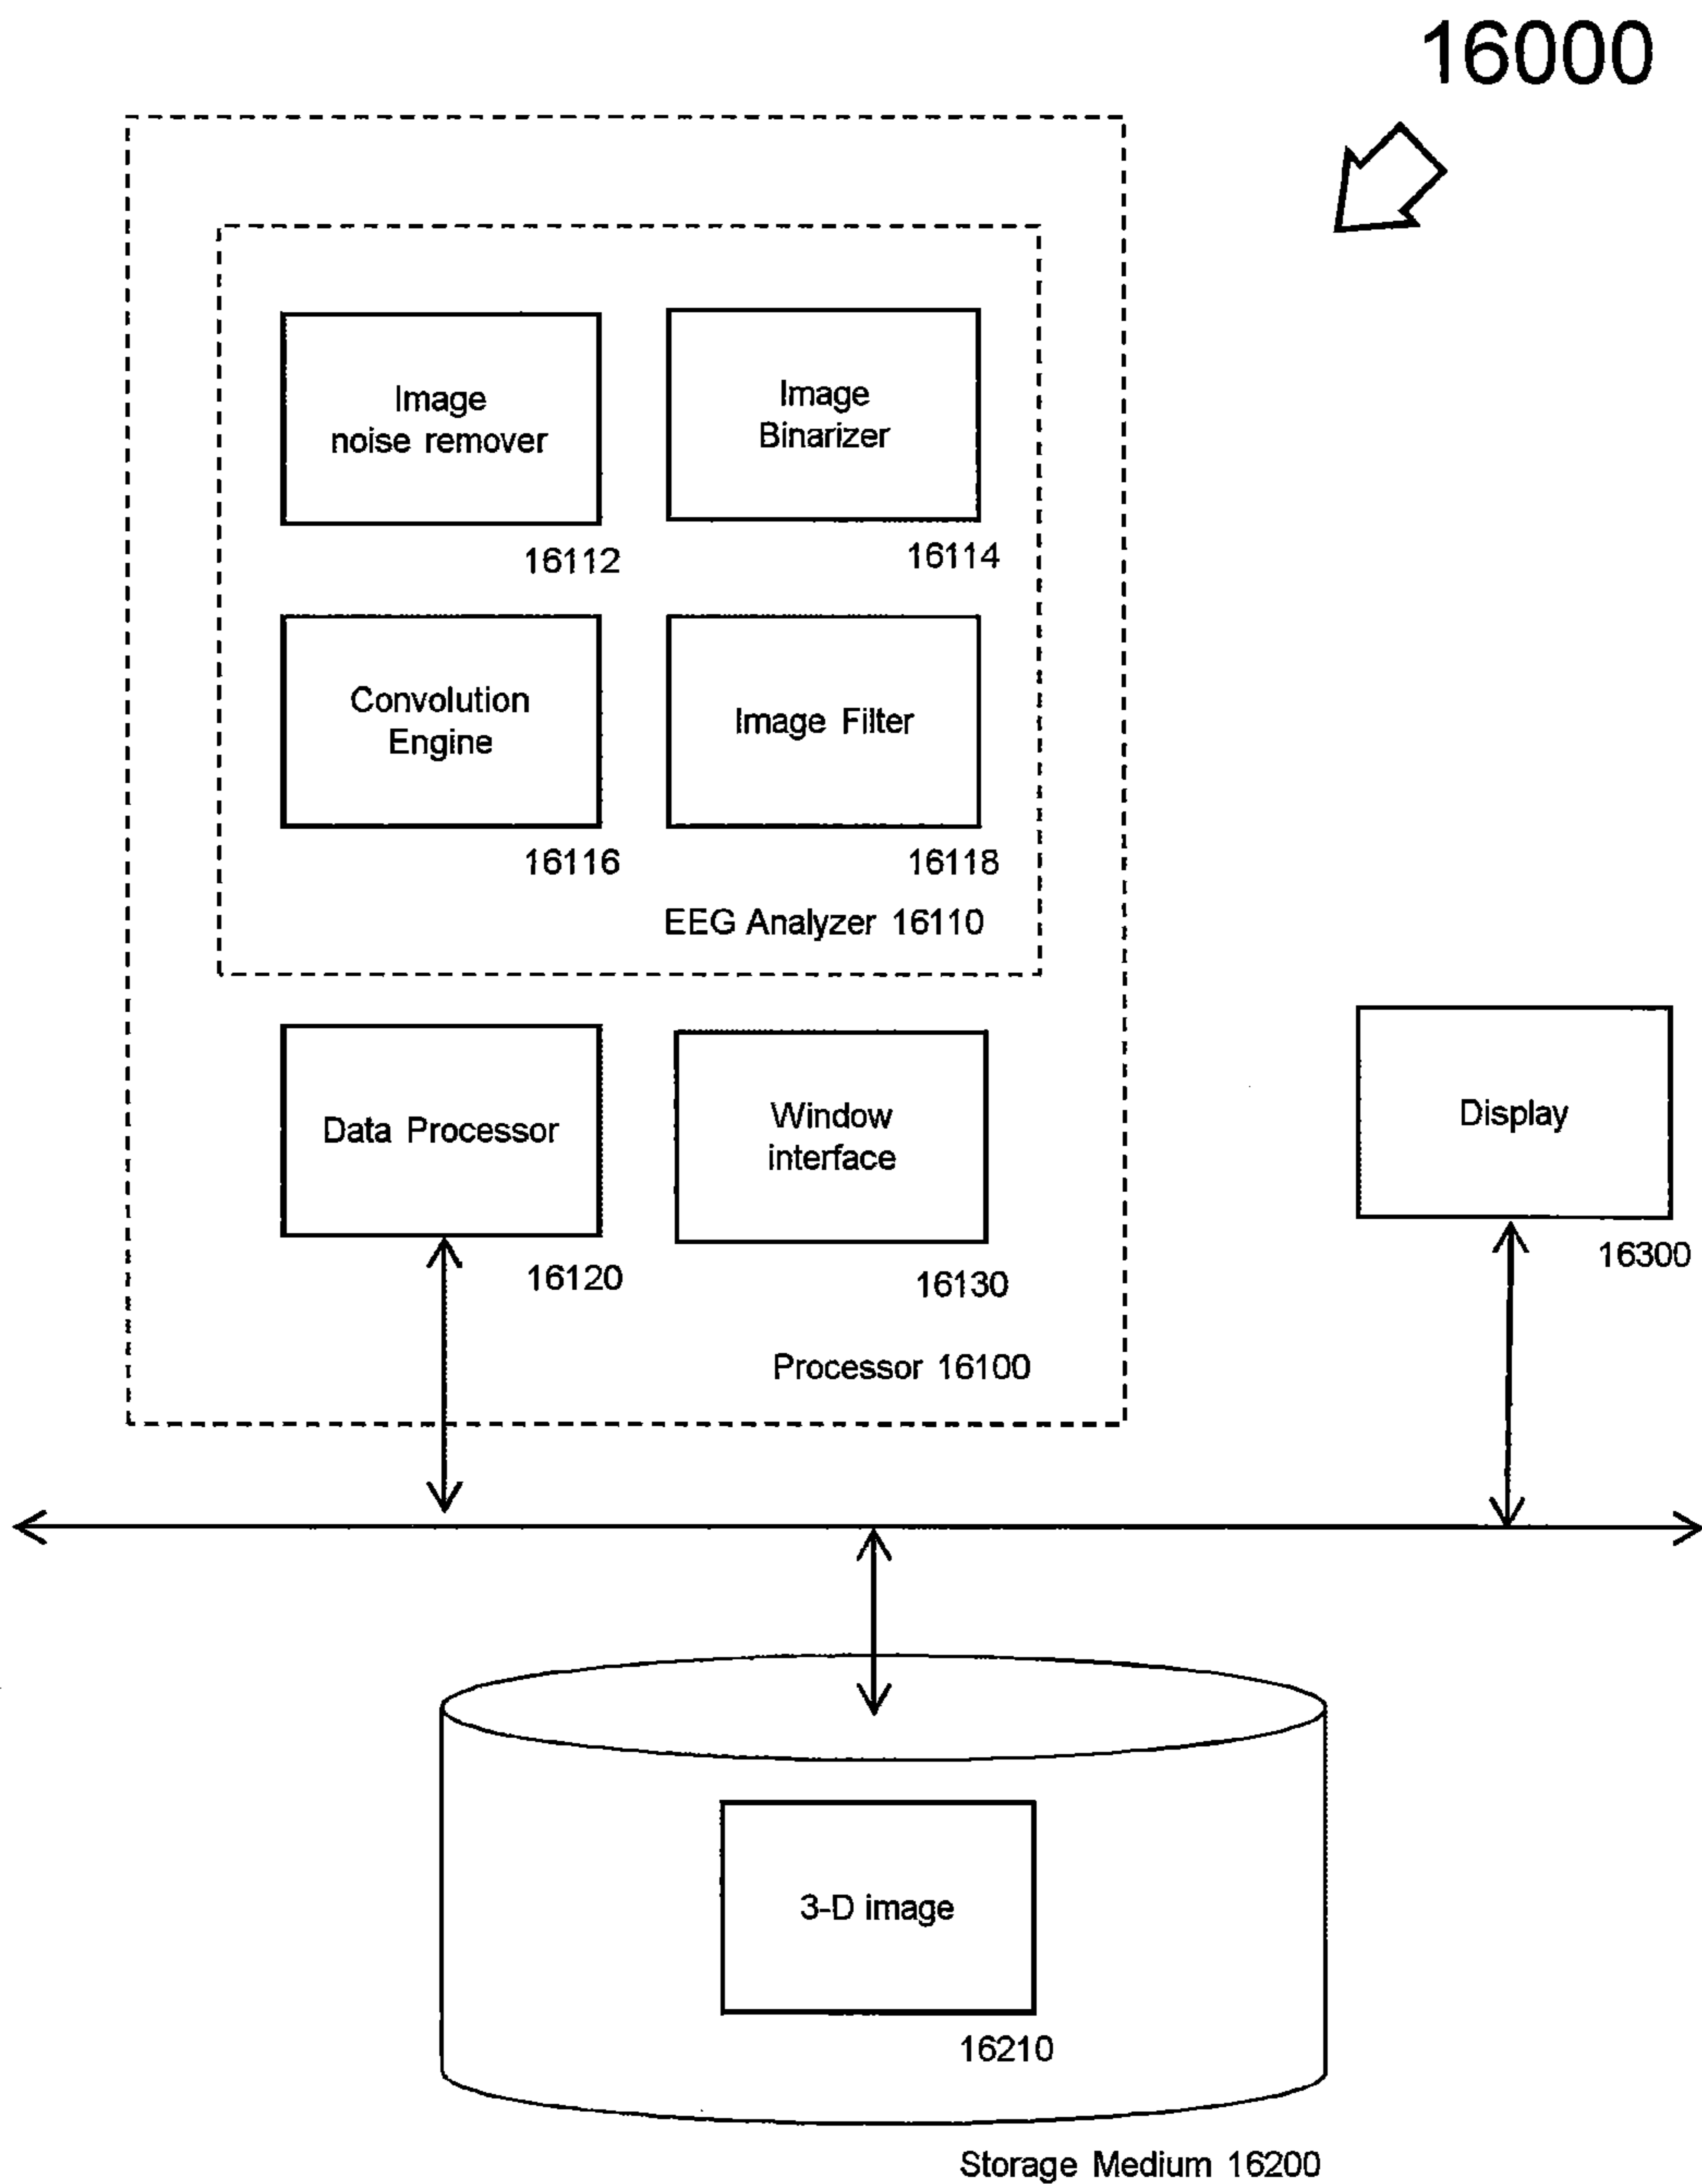 16000
Image
noise remover
16112
Image
Binarizer
16114
Convolution
Engine
16116
Image Filter
16118
EEG Analyzer 16110
Data Processor
16120
Window
interface
16130
Processor 16100
Display
16300
3-D image
16210
Storage Medium 16200